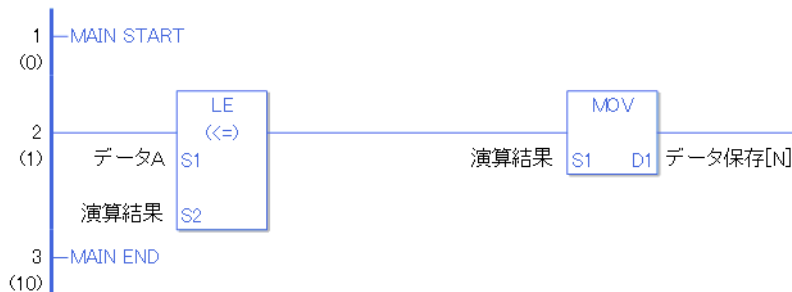 1 MAIN START
(0)
LE MOV
2 (<=)
(1) データA S1 演算結果 S1 D1 データ保存[N]
演算結果 S2
3 MAIN END
(10)